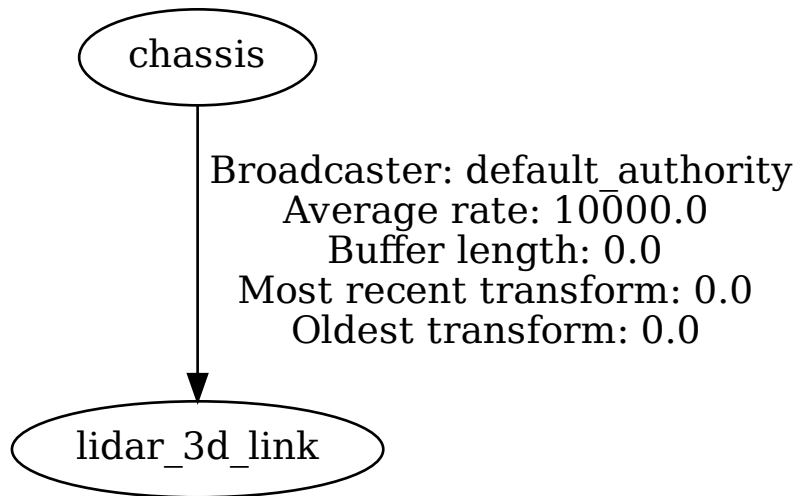 chassis
Broadcaster: default_authority
Average rate: 10000.0
Buffer length: 0.0
Most recent transform: 0.0
Oldest transform: 0.0
lidar_3d_link